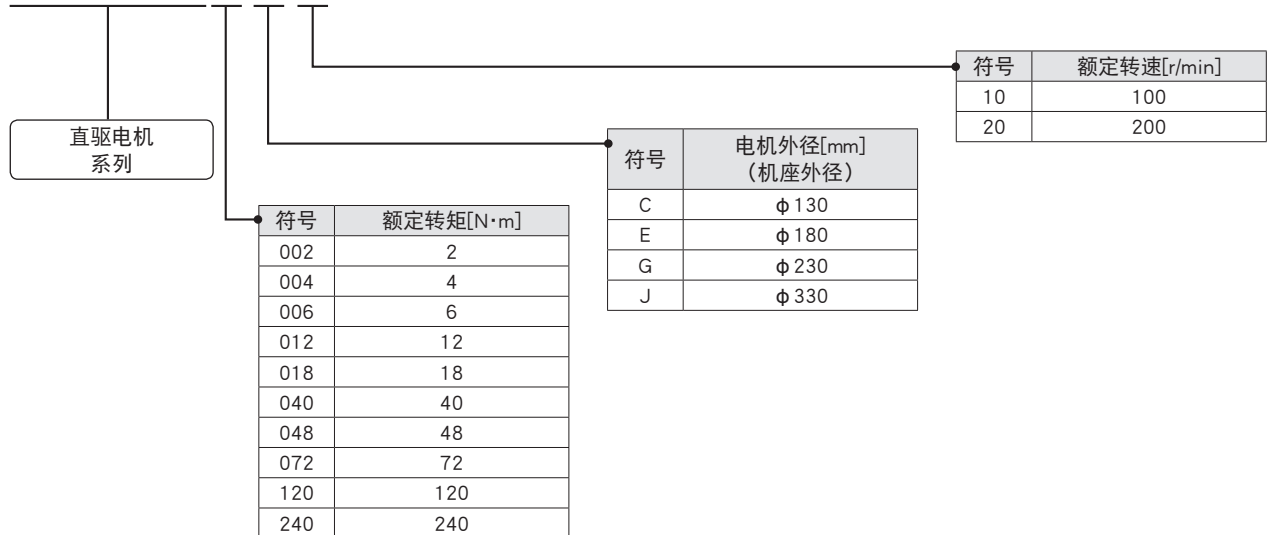 直驱电机
系列
符号 额定转矩[N·m]
002 2
004 4
006 6
012 12
018 18
040 40
048 48
072 72
120 120
240 240
符号 电机外径[mm]
(机座外径)
C φ130
E φ180
G φ230
J φ330
符号 额定转速[r/min]
10 100
20 200